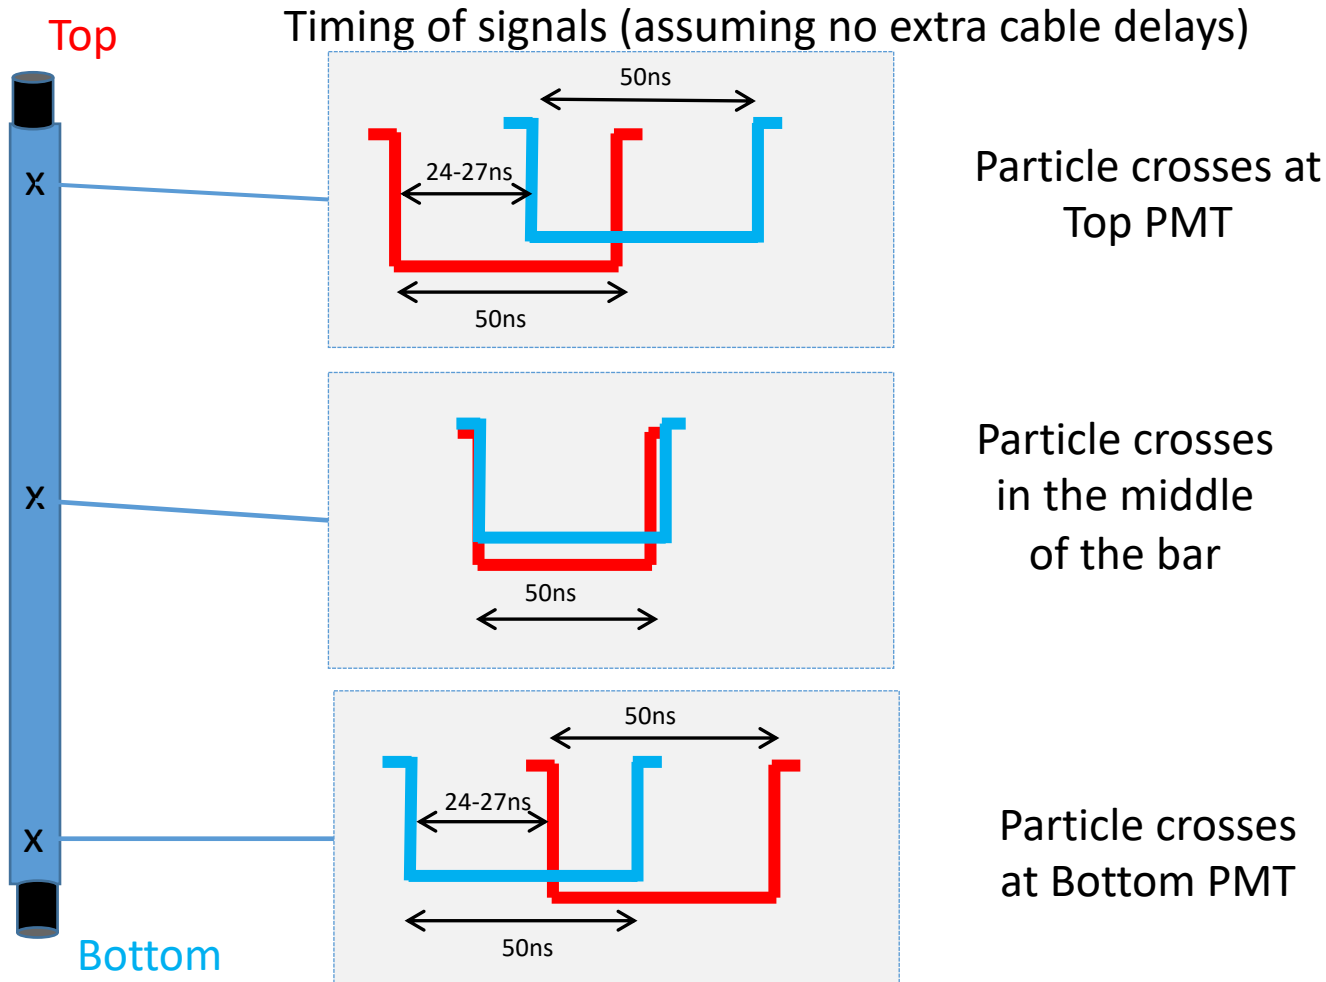 Top
Timing of signals (assuming no extra cable delays)
50ns
24-27ns
50ns
X
Particle crosses at
Top PMT
X
50ns
Particle crosses
in the middle
of the bar
50ns
24-27ns
50ns
X
Particle crosses
at Bottom PMT
Bottom